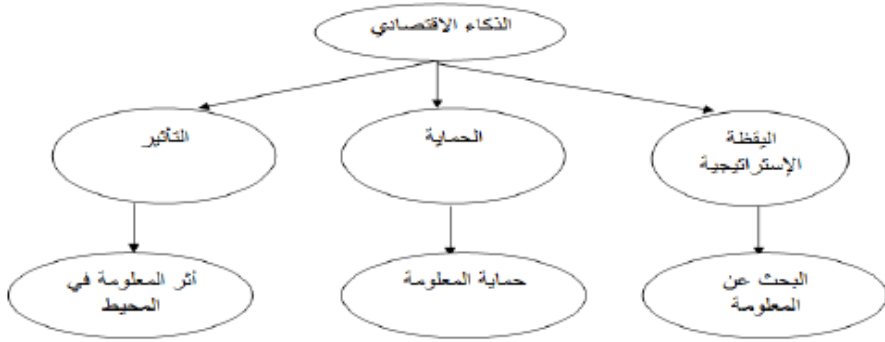 الذكاء الاقتصادي
اليقظة
الإستراتيجية
الحماية
التأثير
البحث عن
المعلومة
حماية المعلومة
أثر المعلومة في
المحيط